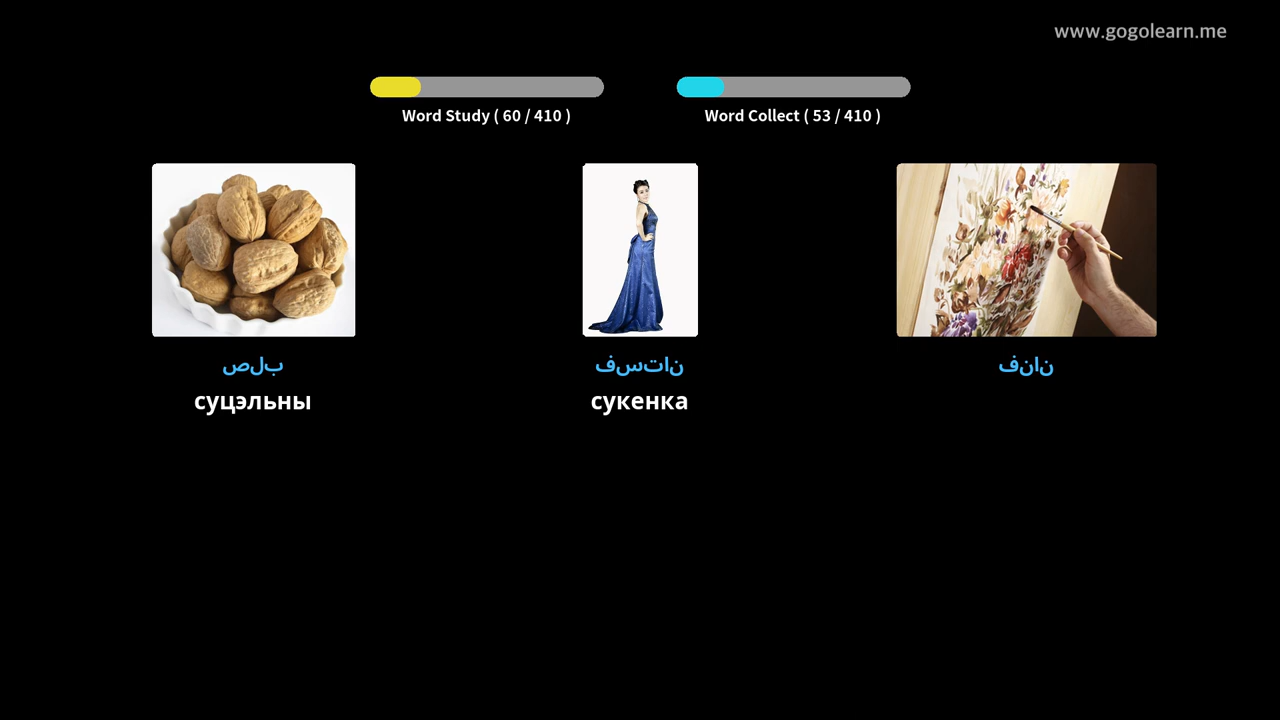 www.gogolearn.me
Word Study ( 60 / 410 )
Word Collect ( 53 / 410 )
صلب
فستان
فنان
суцэльны
сукенка